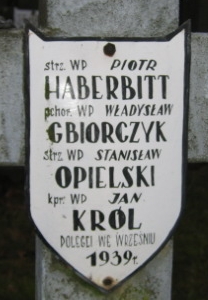 strz. WP PIOTR
HABERBITT
pchor. WP WŁADYSŁAW
GBIORCZYK
strz. WP STANISŁAW
OPIELSKI
kpr. WP JAN
KRÓL
POLEGLI WE WRZEŚNIU
1939r.